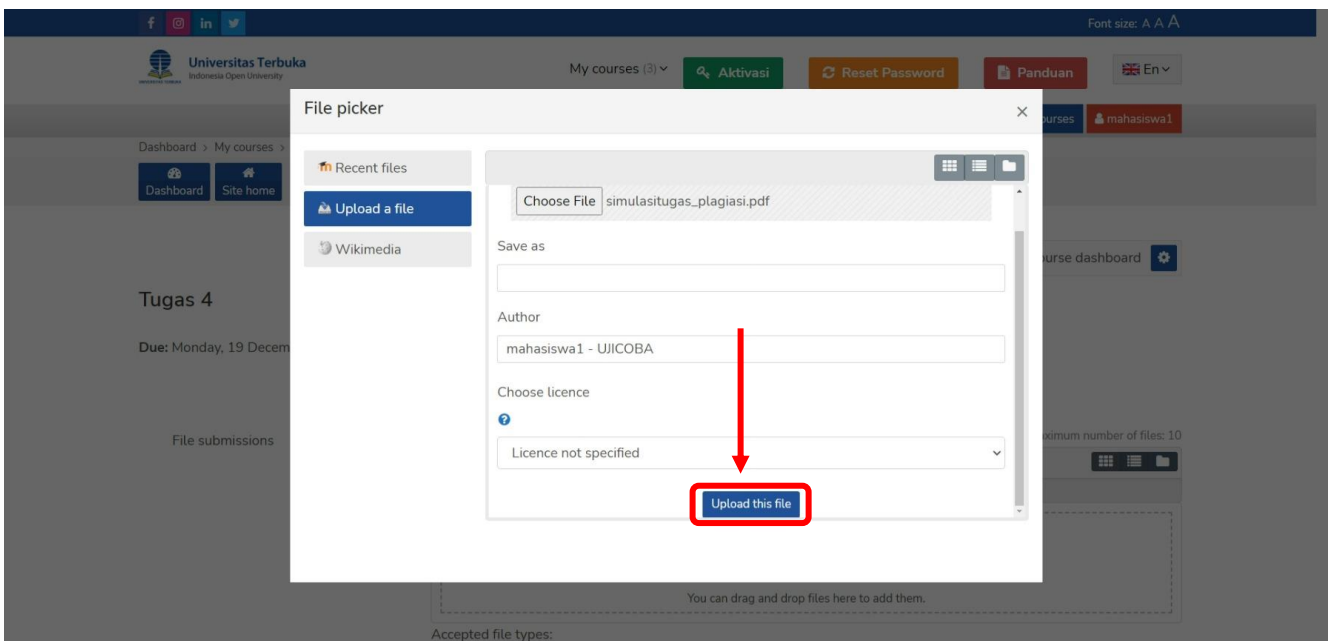 Font size: A A A
Universitas Terbuka
Indonesia Open University
My courses (3)
Aktivasi
Reset Password
Panduan
En
File picker
×
urses
mahasiswa1
Dashboard > My courses >
Dashboard
Site home
Recent files
Upload a file
Wikimedia
Choose File simulasitugas_plagiasi.pdf
Save as
Author
mahasiswa1 - UJICOBA
Choose licence
Licence not specified
Upload this file
urse dashboard
Tugas 4
Due: Monday, 19 Decem
File submissions
ximum number of files: 10
You can drag and drop files here to add them.
Accepted file types: